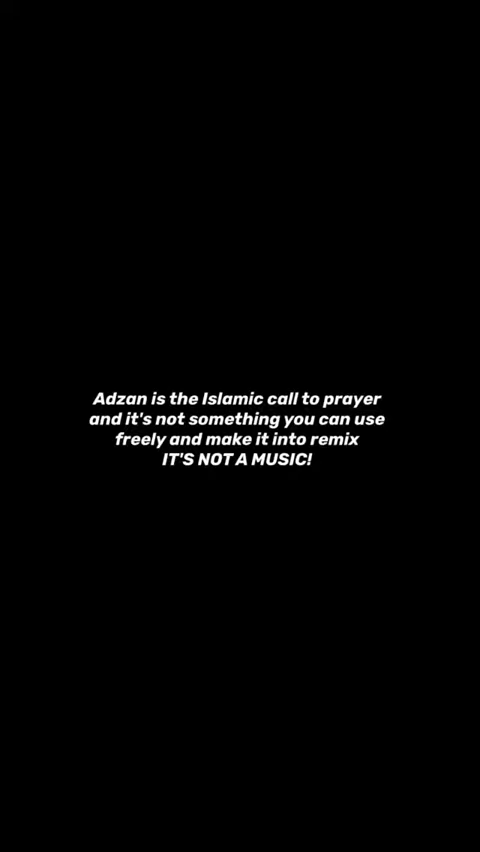 Adzan is the Islamic call to prayer
and it's not something you can use
freely and make it into remix
IT'S NOT A MUSIC!